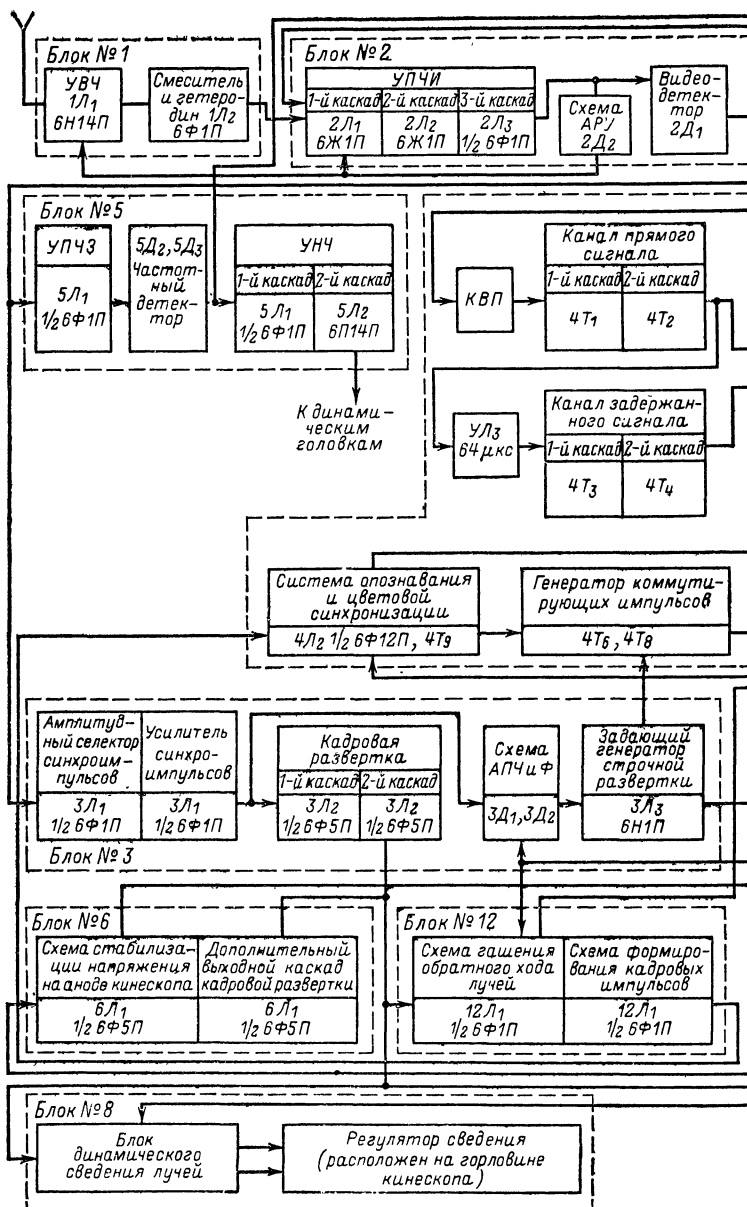 Блок №1
УВЧ
1Л1
6Н14П
Смеситель
и гетеро-
дин 1Л2
6Ф1П
Блок №2
УПЧИ
1-й каскад
2-й каскад
3-й каскад
2Л1
6Ж1П
2Л2
6Ж1П
2Л3
1/2 6Ф1П
Схема
АРУ
2Д2
Видео-
детек-
тор
2Д1
Блок №5
УПЧЗ
5Л1
1/2 6Ф1П
5Д2, 5Д3
Частот-
ный
детек-
тор
УНЧ
1-й каскад
2-й каскад
5Л1
1/2 6Ф1П
5Л2
6П14П
К динами-
ческим
головкам
КВП
Канал прямого
сигнала
1-й каскад
2-й каскад
4Т1
4Т2
УЛЗ
64 μкс
Канал задержан-
ного сигнала
1-й каскад
2-й каскад
4Т3
4Т4
Система опознавания
и цветовой
синхронизации
4Л2 1/2 6Ф12П, 4Т9
Генератор коммути-
рующих импульсов
4Т6, 4Т8
Амплитуд-
ный селектор
синхроим-
пульсов
3Л1
1/2 6Ф1П
Усилитель
синхро-
импульсов
3Л1
1/2 6Ф1П
Кадровая
развертка
1-й каскад
2-й каскад
3Л2
1/2 6Ф5П
3Л2
1/2 6Ф5П
Схема
АПЧиФ
3Д1, 3Д2
Задающий
генератор
строчной
развертки
3Л3
6Н1П
Блок №3
Блок №6
Схема стабилиза-
ции напряжения
на аноде кинескопа
6Л1
1/2 6Ф5П
Дополнительный
выходной каскад
кадровой развертки
6Л1
1/2 6Ф5П
Блок №12
Схема гашения
обратного хода
лучей
12Л1
1/2 6Ф1П
Схема формиро-
вания кадровых
импульсов
12Л1
1/2 6Ф1П
Блок №8
Блок
динамического
сведения лучей
Регулятор сведения
(расположен на горловине
кинескопа)